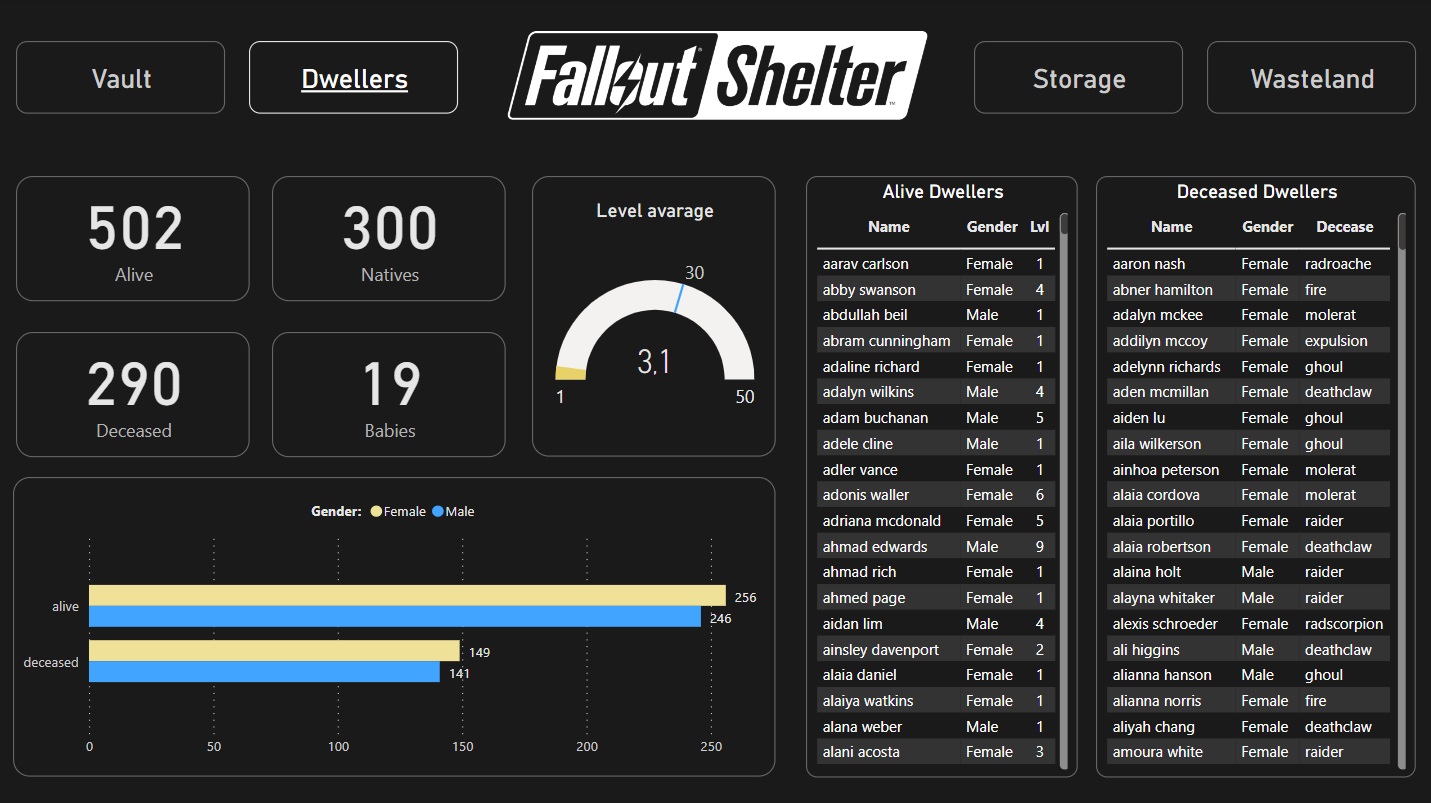 Vault
Dwellers
Fallout Shelter
Storage
Wasteland
502
Alive
300
Natives
290
Deceased
19
Babies
Level avarage
30
3,1
1
50
Gender: Female Male
alive
256
246
deceased
149
141
0 50 100 150 200 250
Alive Dwellers
Name Gender Lvl
aarav carlson Female 1
abby swanson Female 4
abdullah beil Male 1
abram cunningham Female 1
adaline richard Female 1
adalyn wilkins Male 4
adam buchanan Male 5
adele cline Male 1
adler vance Female 1
adonis waller Female 6
adriana mcdonald Female 5
ahmad edwards Male 9
ahmad rich Female 1
ahmed page Female 1
aidan lim Male 4
ainsley davenport Female 2
alaia daniel Female 1
alaiya watkins Female 1
alana weber Male 1
alani acosta Female 3
Deceased Dwellers
Name Gender Decease
aaron nash Female radroache
abner hamilton Female fire
adalyn mckee Female molerat
addilyn mccoy Female expulsion
adelynn richards Female ghoul
aden mcmillan Female deathclaw
aiden lu Female ghoul
aila wilkerson Female ghoul
ainhoa peterson Female molerat
alaia cordova Female molerat
alaia portillo Female raider
alaia robertson Female deathclaw
alaina holt Male raider
alayna whitaker Male raider
alexis schroeder Female radscorpion
ali higgins Male deathclaw
alianna hanson Male ghoul
alianna norris Female fire
aliyah chang Female deathclaw
amoura white Female raider